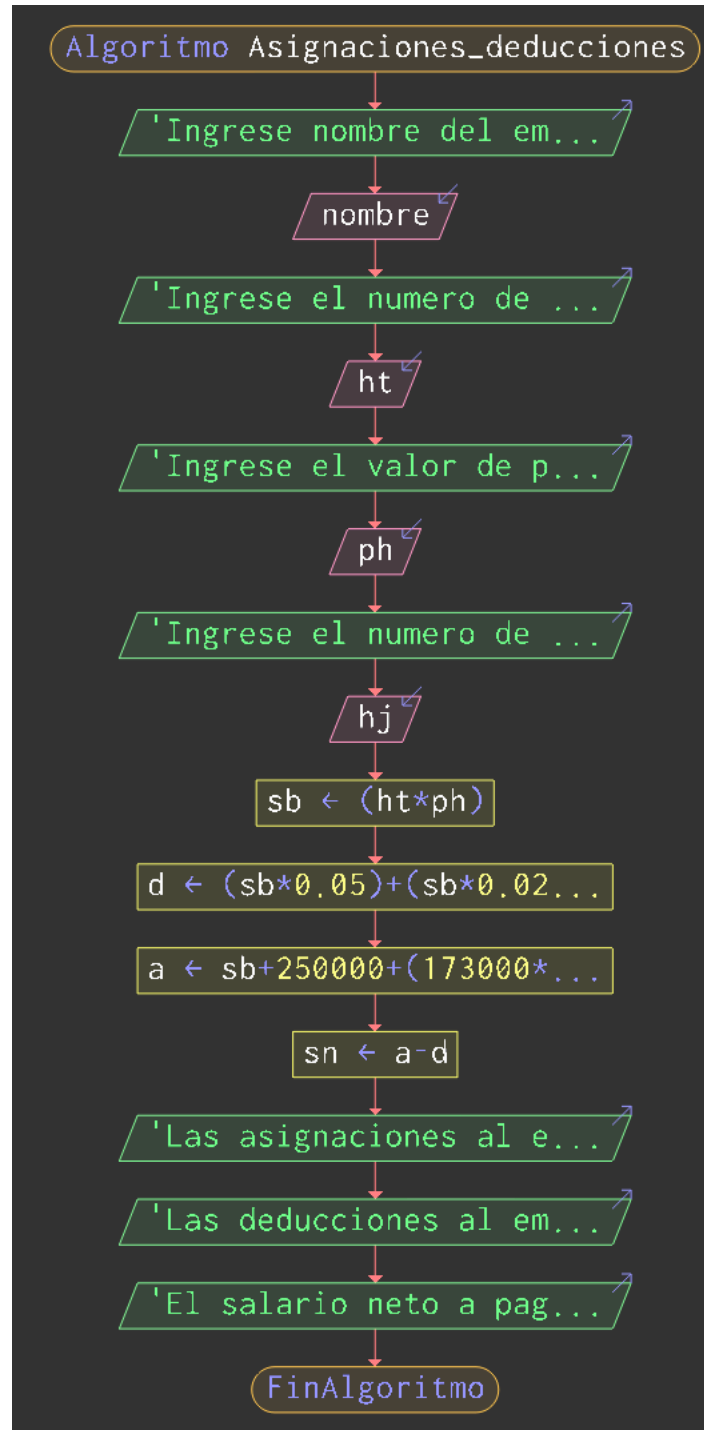 Algoritmo Asignaciones_deducciones
'Ingrese nombre del em...
nombre
'Ingrese el numero de ...
ht
'Ingrese el valor de p...
ph
'Ingrese el numero de ...
hj
sb ← (ht*ph)
d ← (sb*0.05)+(sb*0.02...
a ← sb+250000+(173000*...
sn ← a-d
'Las asignaciones al e...
'Las deducciones al em...
'El salario neto a pag...
FinAlgoritmo